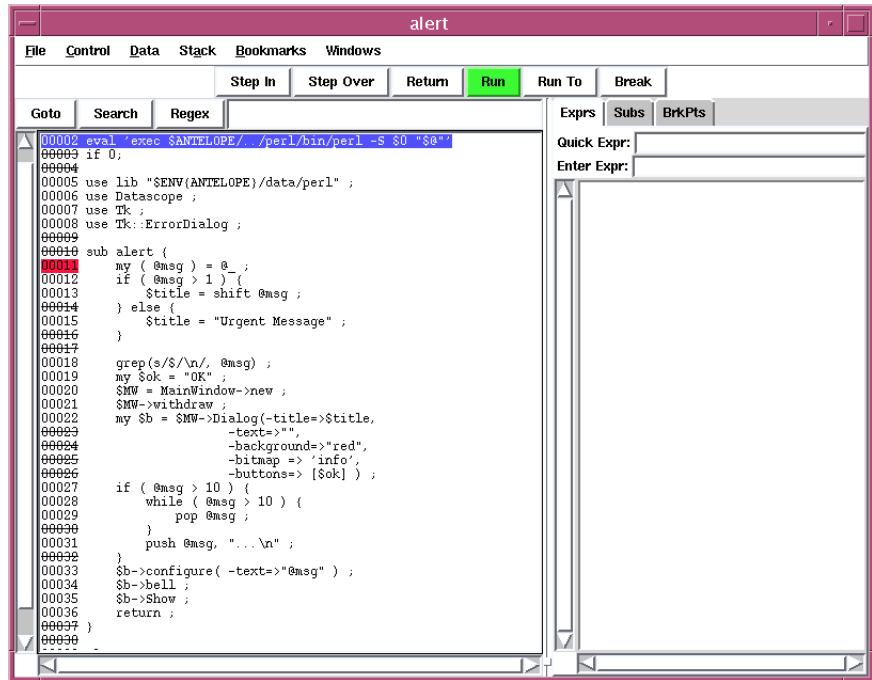 alert
File Control Data Stack Bookmarks Windows
Step In Step Over Return Run Run To Break
Goto Search Regex
Exprs Subs BrkPts
Quick Expr:
Enter Expr:
00002 eval 'exec $ANTELOPE/../perl/bin/perl -S $0 "$@"'
00003 if 0;
00004
00005 use lib "$ENV{ANTELOPE}/data/perl" ;
00006 use Datascope ;
00007 use Tk ;
00008 use Tk::ErrorDialog ;
00009
00010 sub alert {
00011     my ( @msg ) = @_ ;
00012     if ( @msg > 1 ) {
00013         $title = shift @msg ;
00014     } else {
00015         $title = "Urgent Message" ;
00016     }
00017
00018     grep(s/$/\n/, @msg) ;
00019     my $ok = "OK" ;
00020     $MW = MainWindow->new ;
00021     $MW->withdraw ;
00022     my $b = $MW->Dialog(-title=>$title,
00023                         -text=>"",
00024                         -background=>"red",
00025                         -bitmap => 'info',
00026                         -buttons=> [$ok] ) ;
00027     if ( @msg > 10 ) {
00028         while ( @msg > 10 ) {
00029             pop @msg ;
00030         }
00031         push @msg, "...\n" ;
00032     }
00033     $b->configure( -text=>"@msg" ) ;
00034     $b->bell ;
00035     $b->Show ;
00036     return ;
00037 }
00038